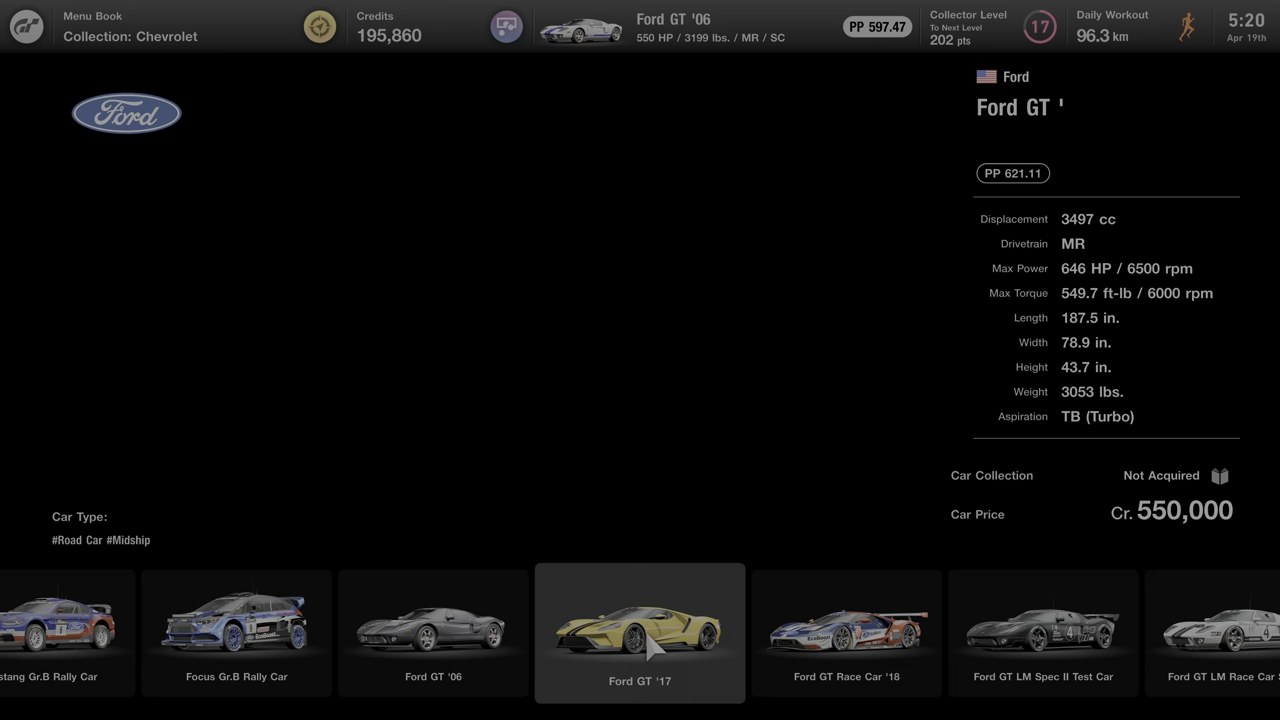 Menu Book
Collection: Chevrolet
Credits
195,860
Ford GT '06
550 HP / 3199 lbs. / MR / SC
PP 597.47
Collector Level
To Next Level
202 pts
17
Daily Workout
96.3 km
5:20
Apr 19th
Ford
Ford
Ford GT '
PP 621.11
Displacement 3497 cc
Drivetrain MR
Max Power 646 HP / 6500 rpm
Max Torque 549.7 ft-lb / 6000 rpm
Length 187.5 in.
Width 78.9 in.
Height 43.7 in.
Weight 3053 lbs.
Aspiration TB (Turbo)
Car Collection Not Acquired
Car Price Cr. 550,000
Car Type:
#Road Car #Midship
stang Gr.B Rally Car
Focus Gr.B Rally Car
Ford GT '06
Ford GT '17
Ford GT Race Car '18
Ford GT LM Spec II Test Car
Ford GT LM Race Car